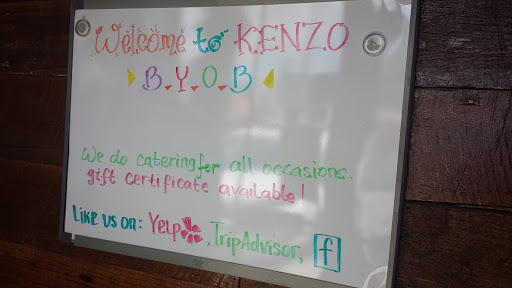 Welcome to KENZO
B.Y.O.B
We do catering for all occasions.
gift certificate available!
LIKE US ON: Yelp, TripAdvisor, f